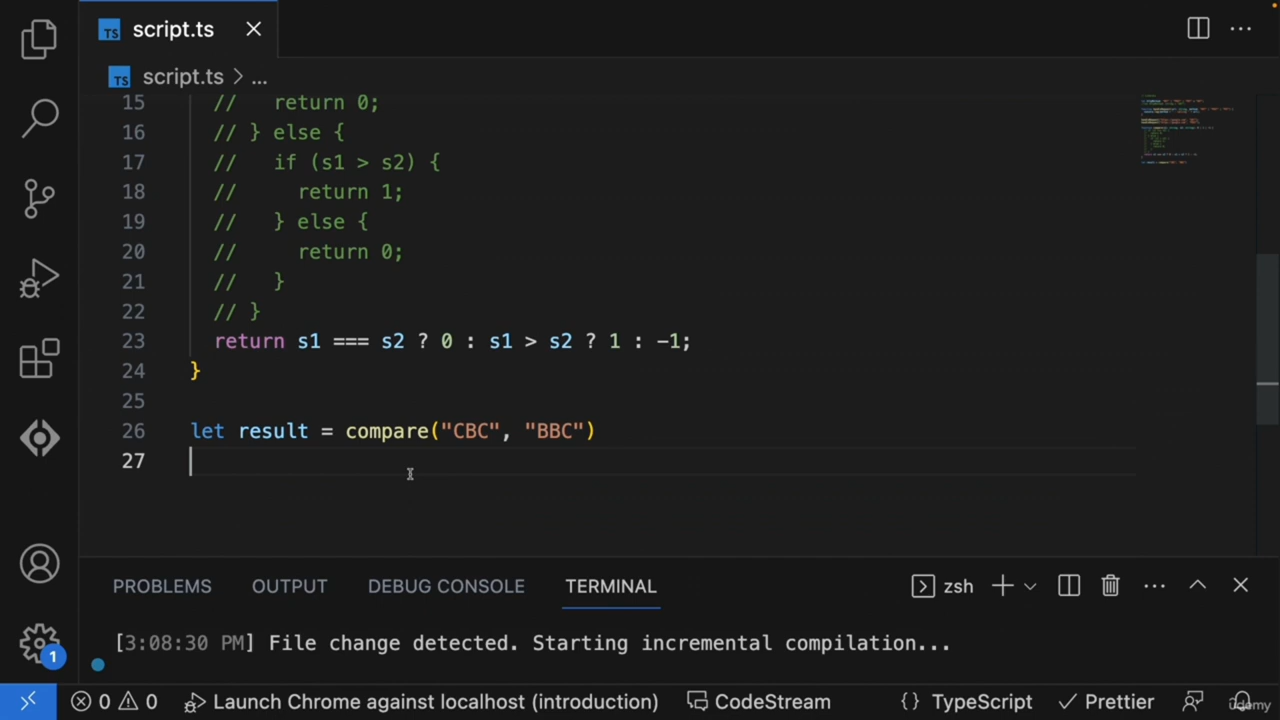 TS script.ts
TS script.ts > ...
15 // return 0;
16 // } else {
17 // if (s1 > s2) {
18 // return 1;
19 // } else {
20 // return 0;
21 // }
22 // }
23 return s1 === s2 ? 0 : s1 > s2 ? 1 : -1;
24 }
25
26 let result = compare("CBC", "BBC")
27
PROBLEMS OUTPUT DEBUG CONSOLE TERMINAL zsh
[3:08:30 PM] File change detected. Starting incremental compilation...
1
0 0 Launch Chrome against localhost (introduction) CodeStream {} TypeScript Prettier
ûdemy